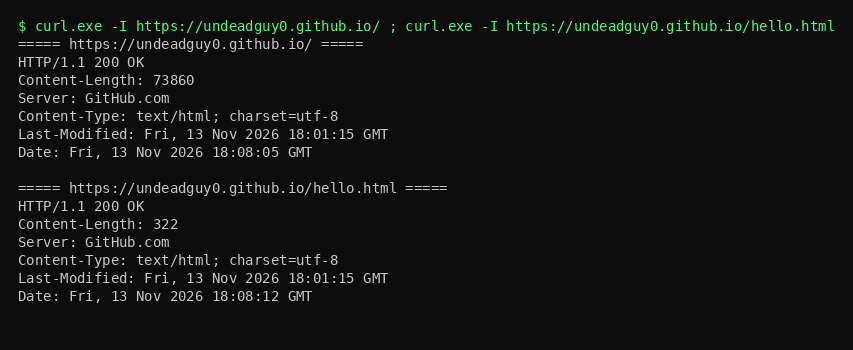 $ curl.exe -I https://undeadguy0.github.io/ ; curl.exe -I https://undeadguy0.github.io/hello.html
===== https://undeadguy0.github.io/ =====
HTTP/1.1 200 OK
Content-Length: 73860
Server: GitHub.com
Content-Type: text/html; charset=utf-8
Last-Modified: Fri, 13 Nov 2026 18:01:15 GMT
Date: Fri, 13 Nov 2026 18:08:05 GMT

===== https://undeadguy0.github.io/hello.html =====
HTTP/1.1 200 OK
Content-Length: 322
Server: GitHub.com
Content-Type: text/html; charset=utf-8
Last-Modified: Fri, 13 Nov 2026 18:01:15 GMT
Date: Fri, 13 Nov 2026 18:08:12 GMT